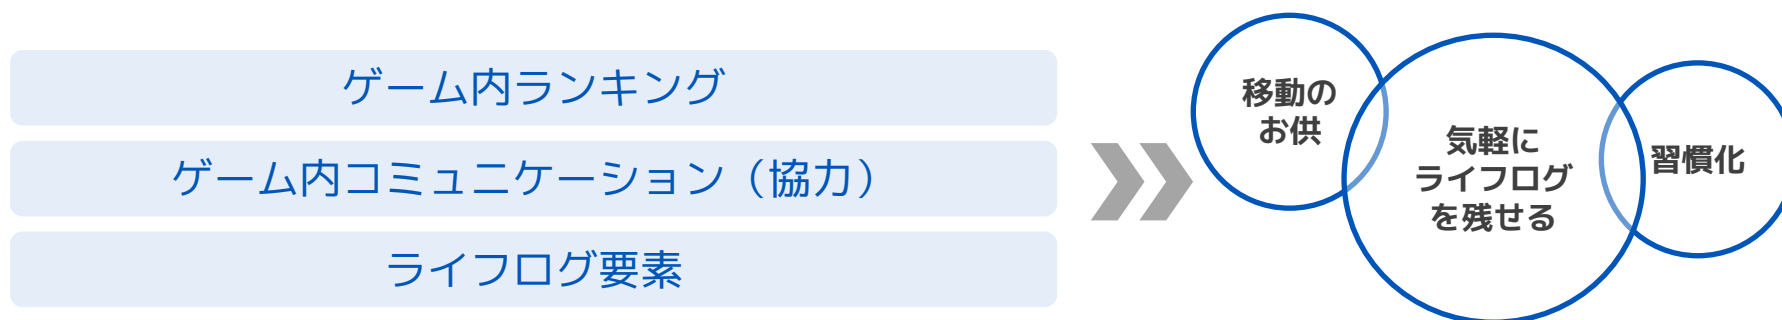 ゲーム内ランキング
ゲーム内コミュニケーション（協力）
ライフログ要素
移動の
お供
気軽に
ライフログ
を残せる
習慣化